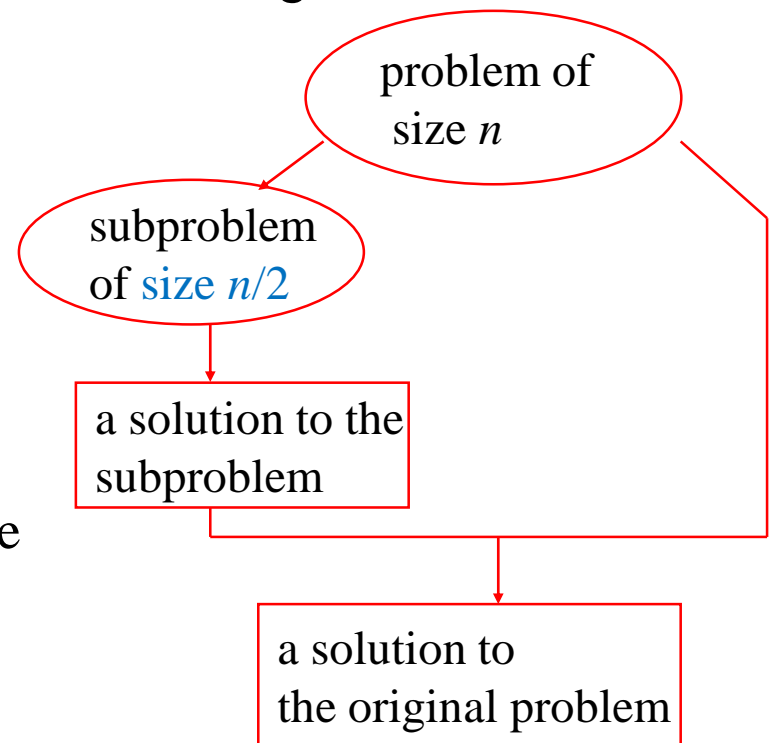 g
problem of
size n
subproblem
of size n/2
a solution to the
subproblem
e
a solution to
the original problem